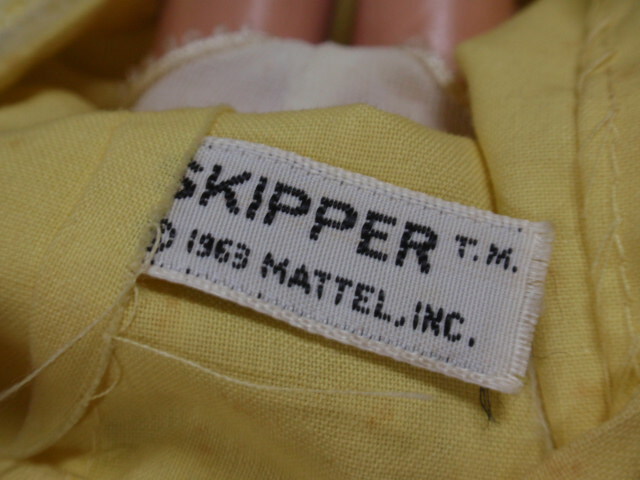 SKIPPER T.M.
© 1963 MATTEL, INC.